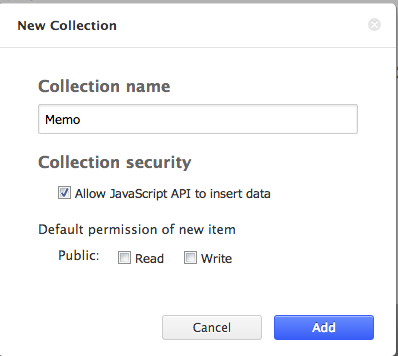 New Collection
Collection name
Memo
Collection security
Allow JavaScript API to insert data
Default permission of new item
Public: Read Write
Cancel Add